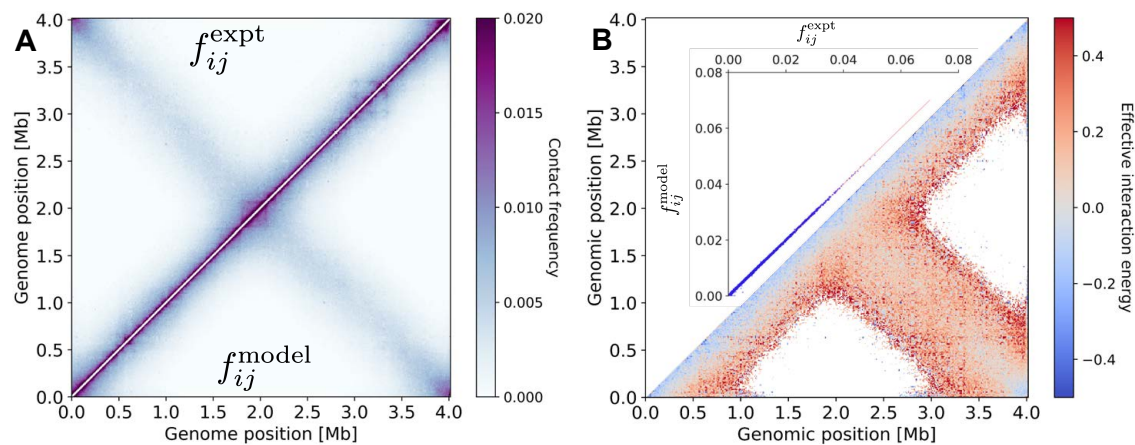 A
f_ij^expt
f_ij^model
4.0
3.5
3.0
2.5
2.0
1.5
1.0
0.5
0.0
Genome position [Mb]
0.0 0.5 1.0 1.5 2.0 2.5 3.0 3.5 4.0
Genome position [Mb]
0.020
0.015
0.010
0.005
0.000
Contact frequency
B
f_ij^expt
0.00 0.02 0.04 0.06 0.08
0.08
0.06
0.04
0.02
0.00
f_ij^model
4.0
3.5
3.0
2.5
2.0
1.5
1.0
0.5
0.0
Genomic position [Mb]
0.0 0.5 1.0 1.5 2.0 2.5 3.0 3.5 4.0
Genomic position [Mb]
0.4
0.2
0.0
−0.2
−0.4
Effective interaction energy